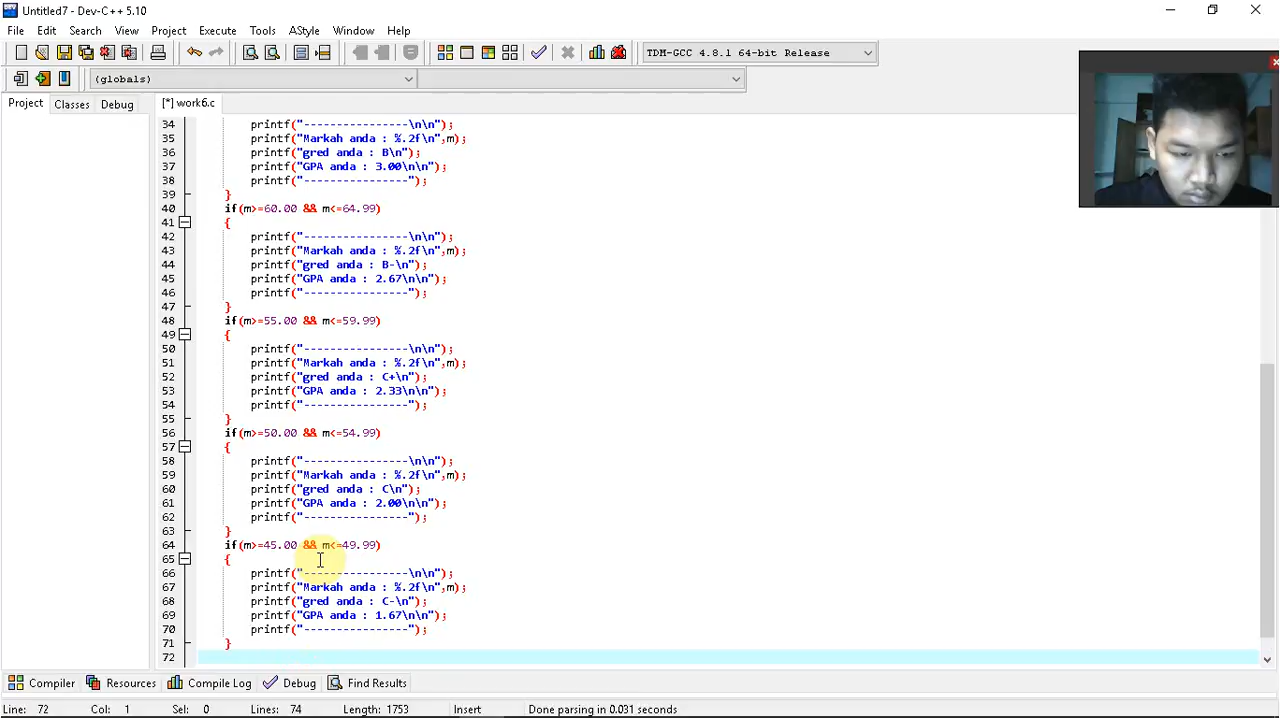 Untitled7 - Dev-C++ 5.10
File Edit Search View Project Execute Tools AStyle Window Help
TDM-GCC 4.8.1 64-bit Release
(globals)
Project Classes Debug [*] work6.c
34 printf("----------------\n\n");
35 printf("Markah anda : %.2f\n",m);
36 printf("gred anda : B\n");
37 printf("GPA anda : 3.00\n\n");
38 printf("----------------");
39 }
40 if(m>=60.00 && m<=64.99)
41 {
42 printf("----------------\n\n");
43 printf("Markah anda : %.2f\n",m);
44 printf("gred anda : B-\n");
45 printf("GPA anda : 2.67\n\n");
46 printf("----------------");
47 }
48 if(m>=55.00 && m<=59.99)
49 {
50 printf("----------------\n\n");
51 printf("Markah anda : %.2f\n",m);
52 printf("gred anda : C+\n");
53 printf("GPA anda : 2.33\n\n");
54 printf("----------------");
55 }
56 if(m>=50.00 && m<=54.99)
57 {
58 printf("----------------\n\n");
59 printf("Markah anda : %.2f\n",m);
60 printf("gred anda : C\n");
61 printf("GPA anda : 2.00\n\n");
62 printf("----------------");
63 }
64 if(m>=45.00 && m<=49.99)
65 {
66 printf("----------------\n\n");
67 printf("Markah anda : %.2f\n",m);
68 printf("gred anda : C-\n");
69 printf("GPA anda : 1.67\n\n");
70 printf("----------------");
71 }
72
Compiler Resources Compile Log Debug Find Results
Line: 72 Col: 1 Sel: 0 Lines: 74 Length: 1753 Insert Done parsing in 0.031 seconds